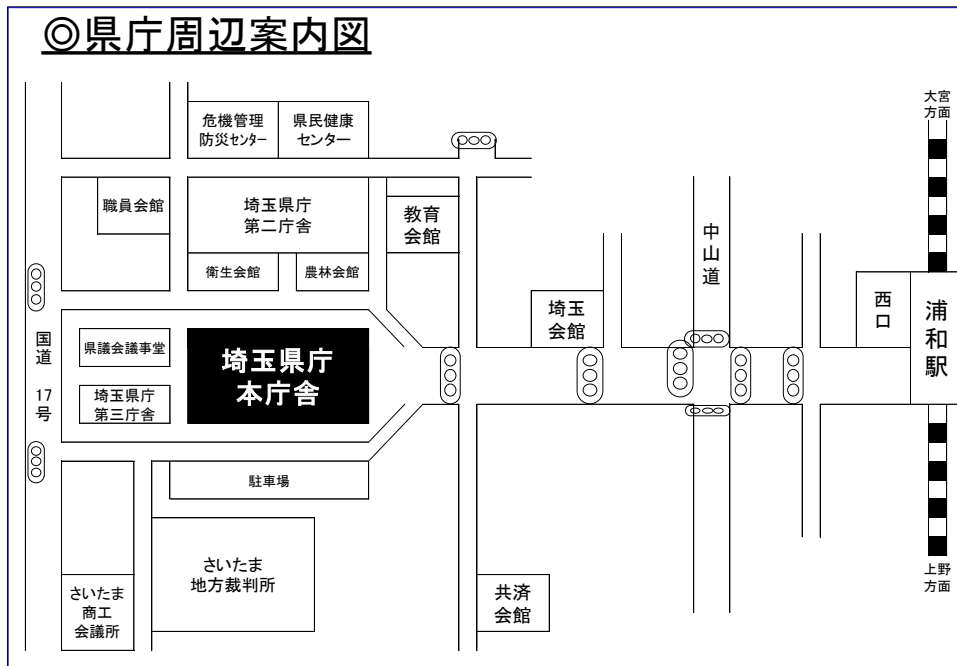 ◎県庁周辺案内図
大宮
方面
危機管理
防災センター
県民健康
センター
職員会館
埼玉県庁
第二庁舎
教育
会館
中山道
衛生会館
農林会館
埼玉
会館
西口
浦和駅
国道
17号
県議会議事堂
埼玉県庁
本庁舎
埼玉県庁
第三庁舎
駐車場
さいたま
地方裁判所
さいたま
商工
会議所
共済
会館
上野
方面